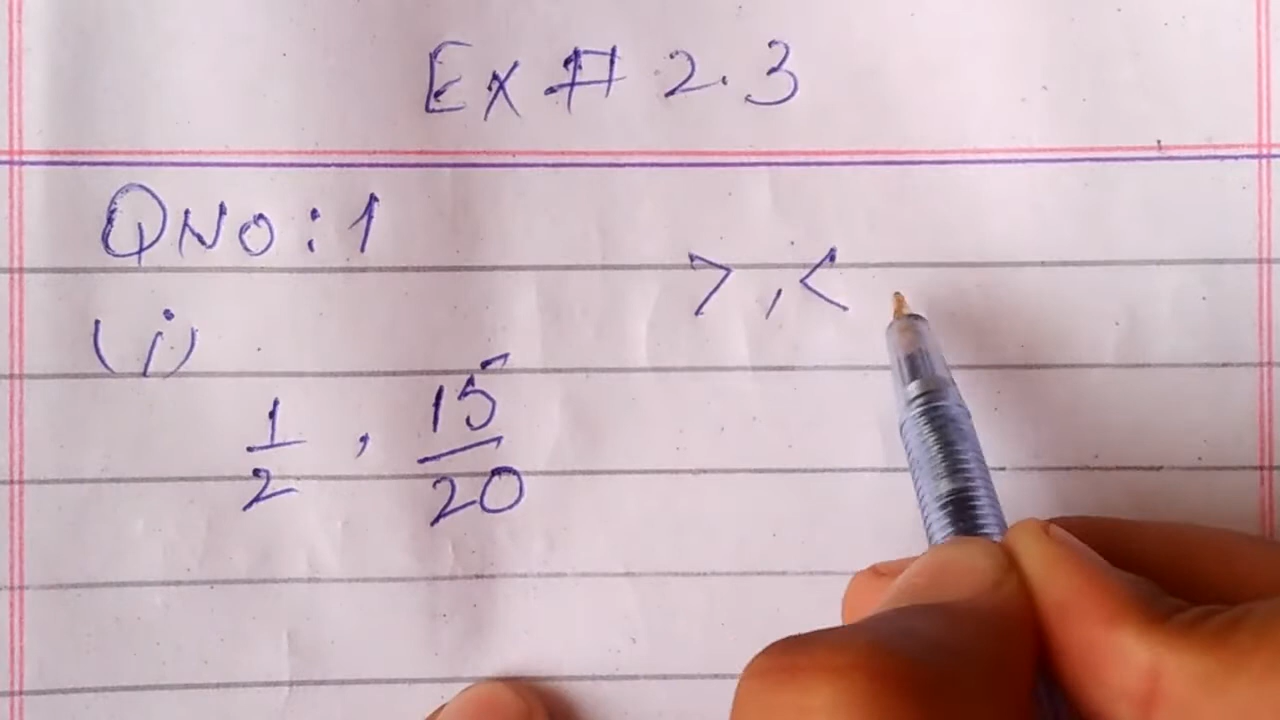 Ex # 2.3
QNO:1
>,<
(i)
1/2 , 15/20